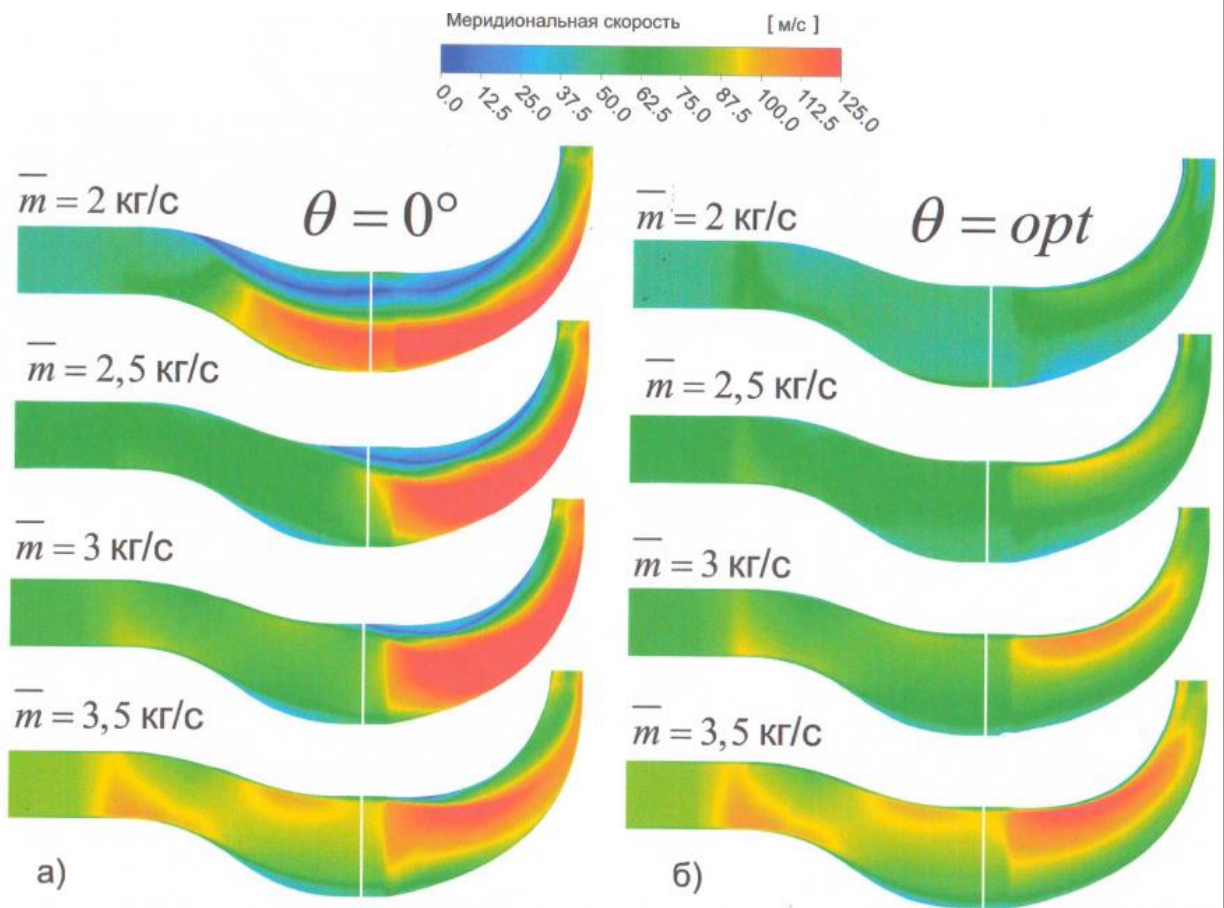 Меридиональная скорость [ м/с ]
0.0 12.5 25.0 37.5 50.0 62.5 75.0 87.5 100.0 112.5 125.0
m̅ = 2 кг/с
θ = 0°
m̅ = 2,5 кг/с
m̅ = 3 кг/с
m̅ = 3,5 кг/с
а)
m̅ = 2 кг/с
θ = opt
m̅ = 2,5 кг/с
m̅ = 3 кг/с
m̅ = 3,5 кг/с
б)